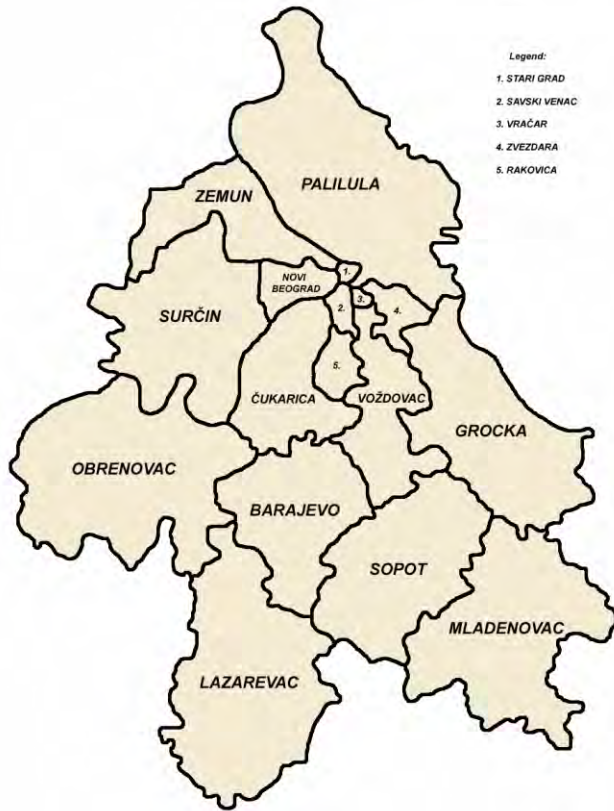 Legend:
1. STARI GRAD
2. SAVSKI VENAC
3. VRAČAR
4. ZVEZDARA
5. RAKOVICA
PALILULA
ZEMUN
NOVI
BEOGRAD
1.
2.
3.
4.
SURČIN
5.
ČUKARICA
VOŽDOVAC
GROCKA
OBRENOVAC
BARAJEVO
SOPOT
MLADENOVAC
LAZAREVAC